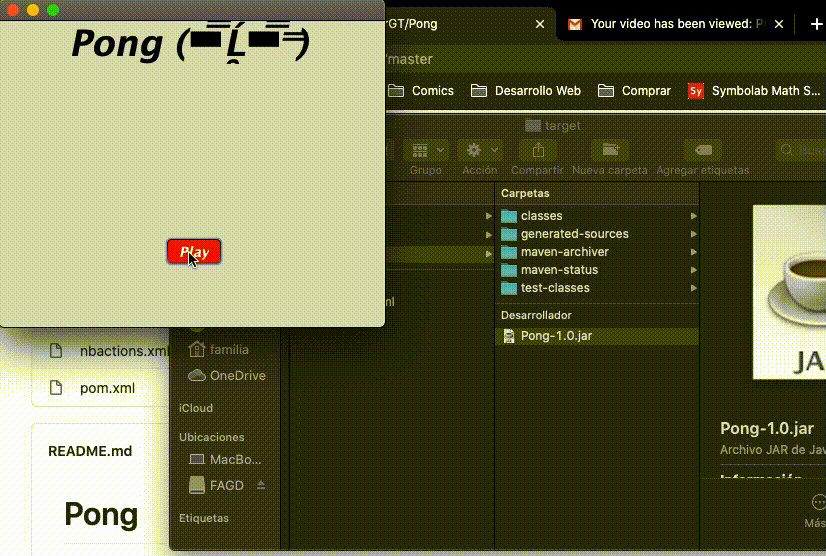 Pong (▀̿Ĺ̯▀̿ ̿)
Play
rGT/Pong
Your video has been viewed:
/master
Comics
Desarrollo Web
Comprar
Sy
Symbolab Math S...
target
Grupo
Acción
Compartir
Nueva carpeta
Agregar etiquetas
Carpetas
classes
generated-sources
maven-archiver
maven-status
test-classes
Desarrollador
Pong-1.0.jar
JA
Pong-1.0.jar
Archivo JAR de Jav
Información
Más
familia
OneDrive
iCloud
Ubicaciones
MacBo...
FAGD
Etiquetas
nbactions.xml
pom.xml
README.md
Pong